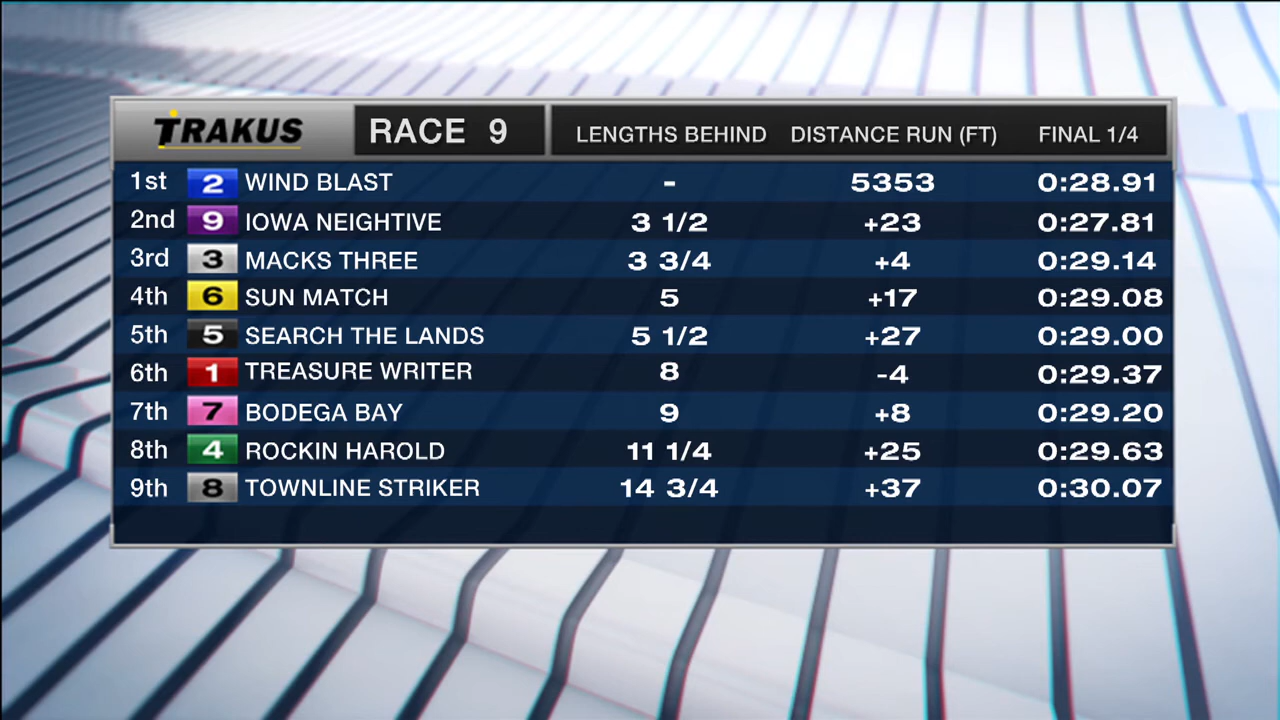 TRAKUS RACE 9 LENGTHS BEHIND DISTANCE RUN (FT) FINAL 1/4
1st 2 WIND BLAST - 5353 0:28.91
2nd 9 IOWA NEIGHTIVE 3 1/2 +23 0:27.81
3rd 3 MACKS THREE 3 3/4 +4 0:29.14
4th 6 SUN MATCH 5 +17 0:29.08
5th 5 SEARCH THE LANDS 5 1/2 +27 0:29.00
6th 1 TREASURE WRITER 8 -4 0:29.37
7th 7 BODEGA BAY 9 +8 0:29.20
8th 4 ROCKIN HAROLD 11 1/4 +25 0:29.63
9th 8 TOWNLINE STRIKER 14 3/4 +37 0:30.07